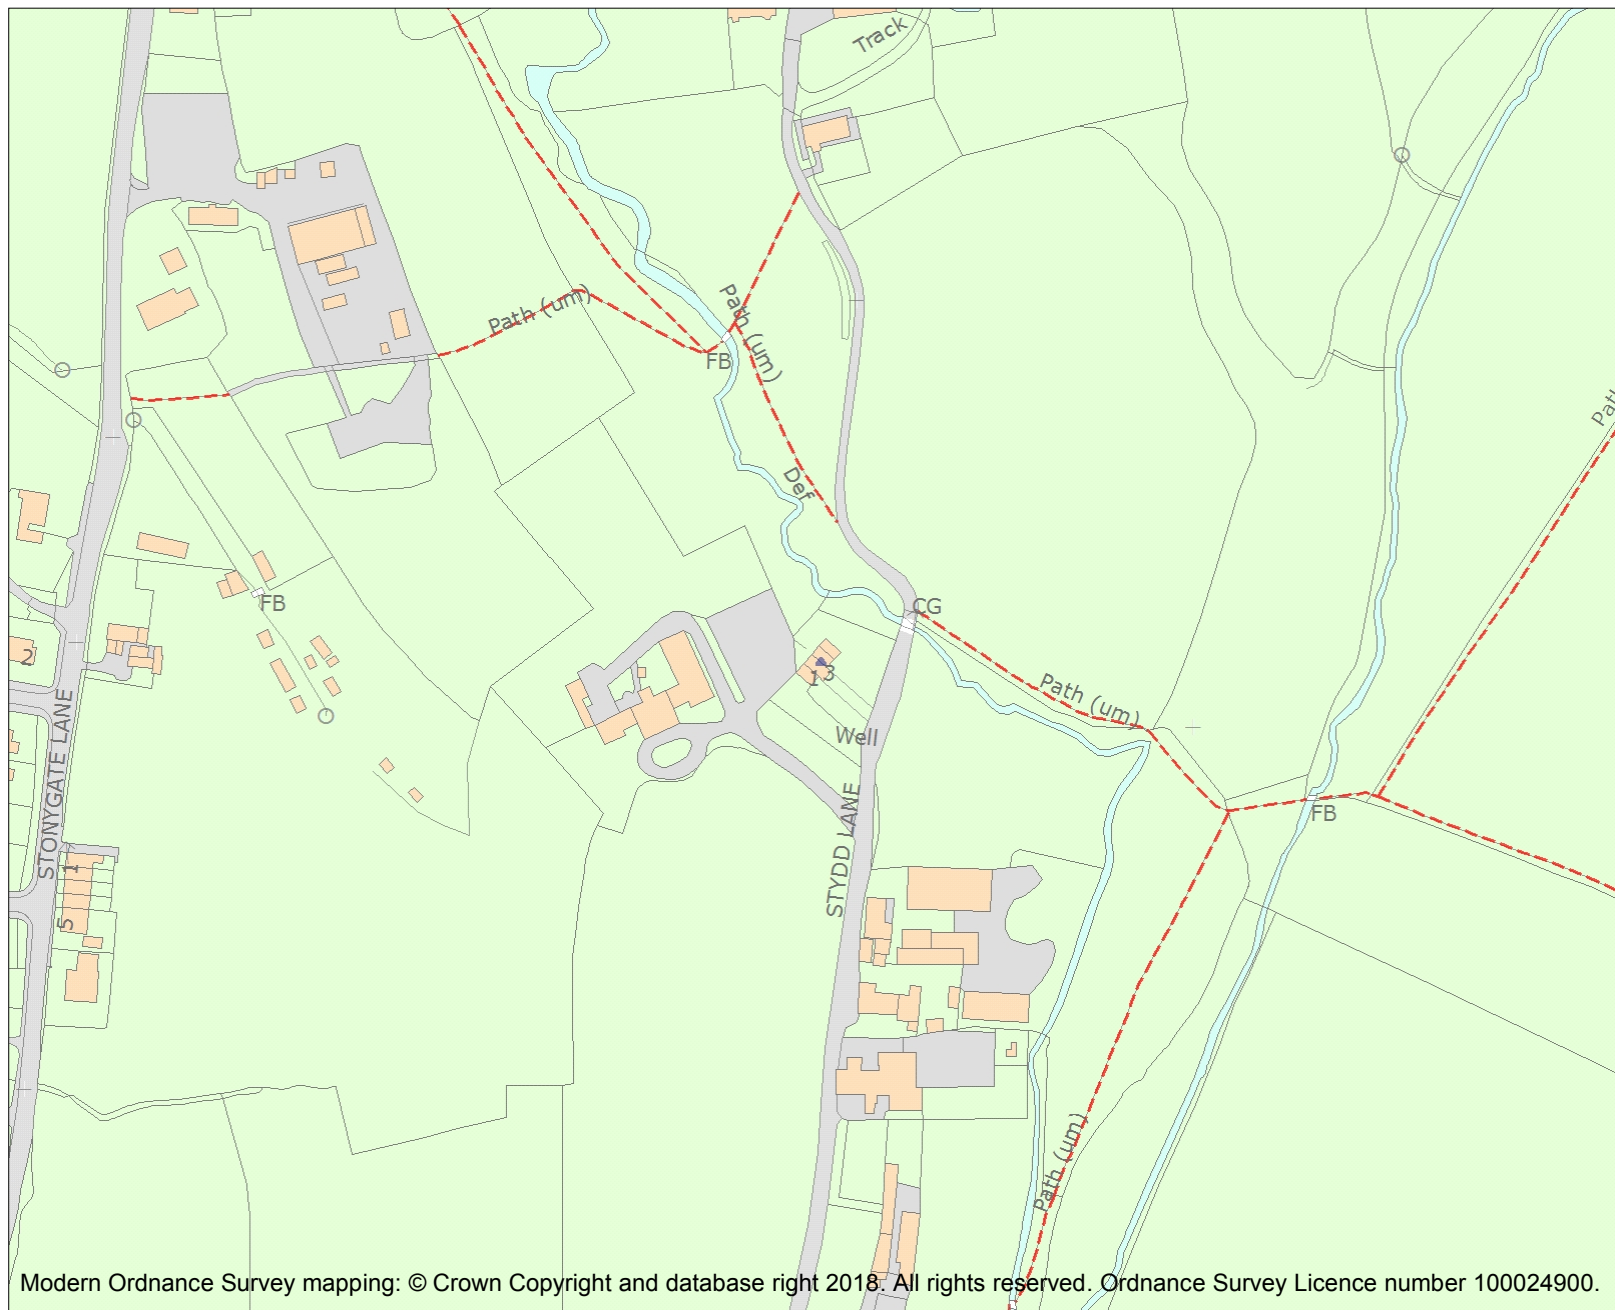 Track
Path (um)
Path (um)
FB
Def
FB
CG
2
1 3
Path (um)
Well
STONYGATE LANE
STYDD LANE
FB
1
5
Path (um)
Modern Ordnance Survey mapping: © Crown Copyright and database right 2018. All rights reserved. Ordnance Survey Licence number 100024900.